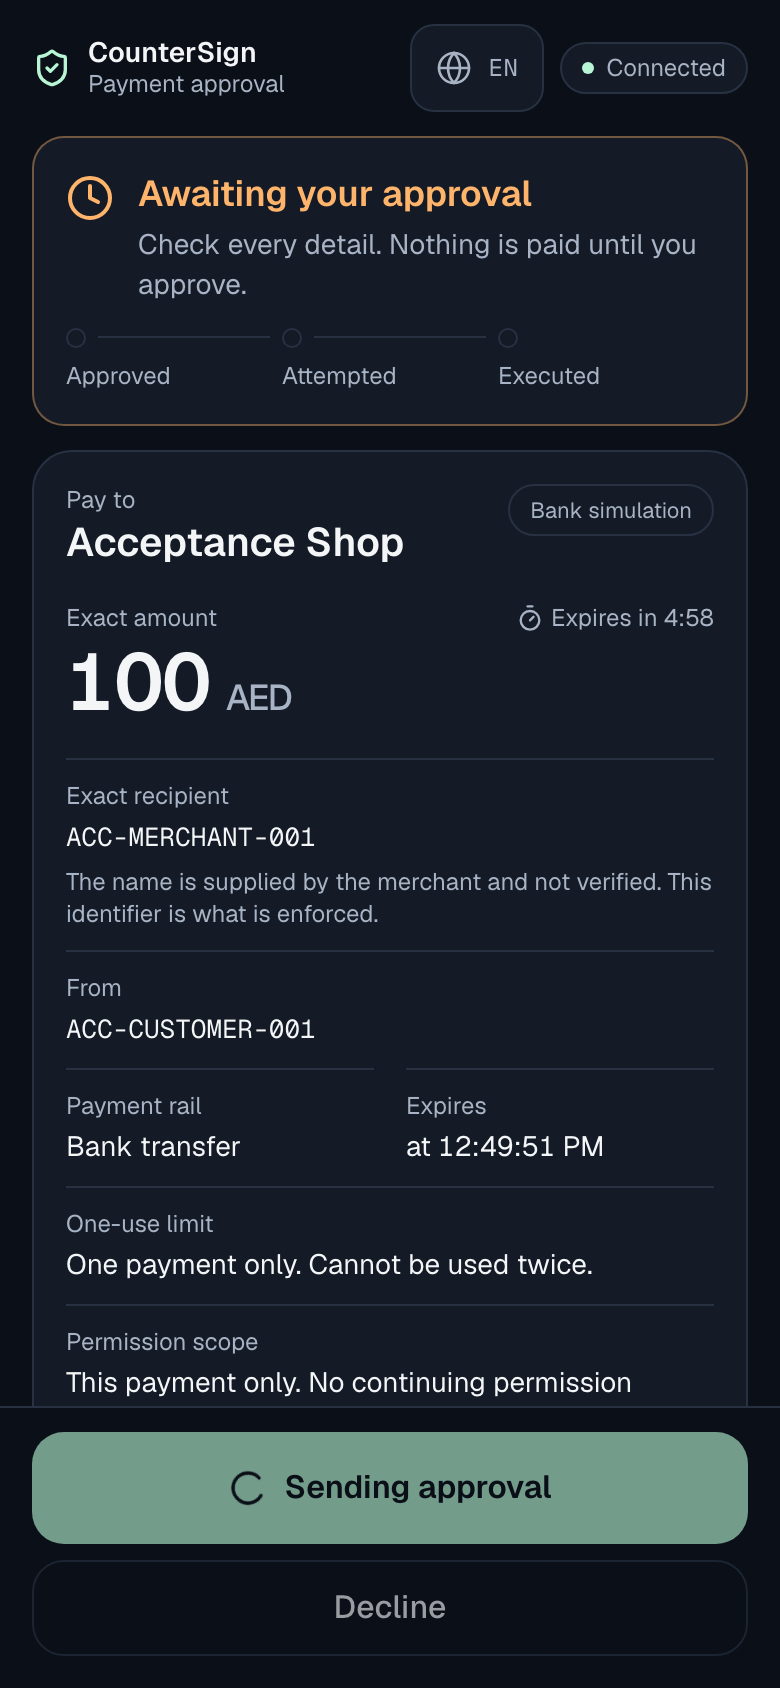 CounterSign
Payment approval
EN
Connected
Awaiting your approval
Check every detail. Nothing is paid until you
approve.
Approved
Attempted
Executed
Pay to
Acceptance Shop
Bank simulation
Exact amount
Expires in 4:58
100 AED
Exact recipient
ACC-MERCHANT-001
The name is supplied by the merchant and not verified. This
identifier is what is enforced.
From
ACC-CUSTOMER-001
Payment rail
Bank transfer
Expires
at 12:49:51 PM
One-use limit
One payment only. Cannot be used twice.
Permission scope
This payment only. No continuing permission
Sending approval
Decline